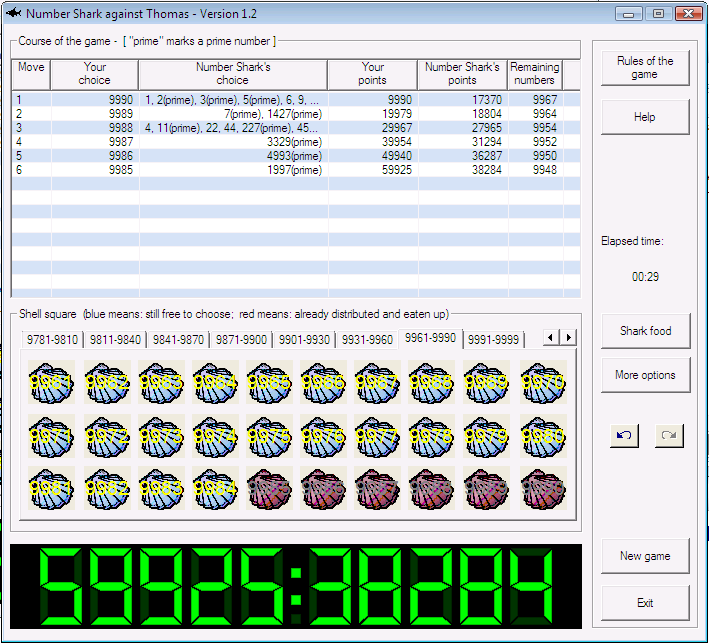 Number Shark against Thomas - Version 1.2
Course of the game - [ "prime" marks a prime number ]
Move Your choice Number Shark's choice Your points Number Shark's points Remaining numbers
1 9990 1, 2(prime), 3(prime), 5(prime), 6, 9, ... 9990 17370 9967
2 9989 7(prime), 1427(prime) 19979 18804 9964
3 9988 4, 11(prime), 22, 44, 227(prime), 45... 29967 27965 9954
4 9987 3329(prime) 39954 31294 9952
5 9986 4993(prime) 49940 36287 9950
6 9985 1997(prime) 59925 38284 9948
Shell square (blue means: still free to choose; red means: already distributed and eaten up)
9781-9810 9811-9840 9841-9870 9871-9900 9901-9930 9931-9960 9961-9990 9991-9999
9961 9962 9963 9964 9965 9966 9967 9968 9969 9970
9971 9972 9973 9974 9975 9976 9977 9978 9979 9980
9981 9982 9983 9984
59925:38284
Rules of the game
Help
Elapsed time:
00:29
Shark food
More options
New game
Exit